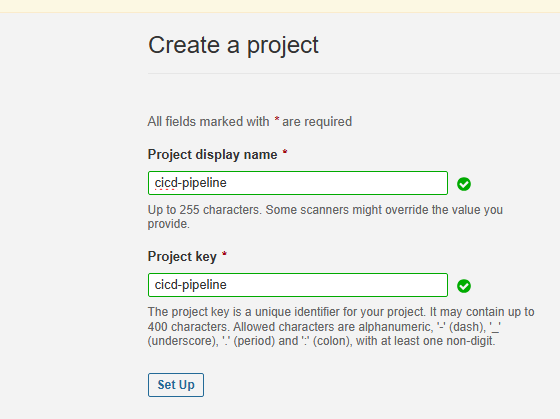 Create a project
All fields marked with * are required
Project display name *
cicd-pipeline
Up to 255 characters. Some scanners might override the value you
provide.
Project key *
cicd-pipeline
The project key is a unique identifier for your project. It may contain up to
400 characters. Allowed characters are alphanumeric, '-' (dash), '_'
(underscore), '.' (period) and ':' (colon), with at least one non-digit.
Set Up